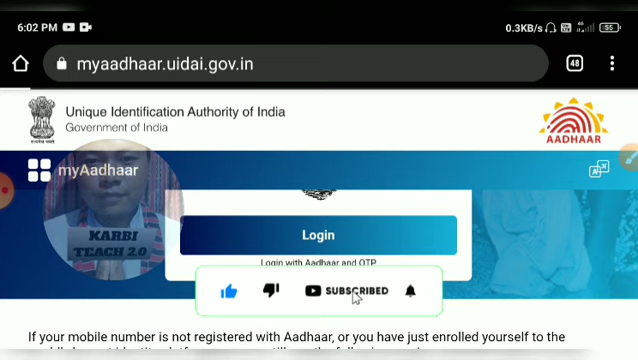 6:02 PM
0.3KB/s
4G
55
myaadhaar.uidai.gov.in
48
Unique Identification Authority of India
Government of India
AADHAAR
myAadhaar
KARBI
TEACH 2.0
Login
Login with Aadhaar and OTP
SUBSCRIBED
If your mobile number is not registered with Aadhaar, or you have just enrolled yourself to the